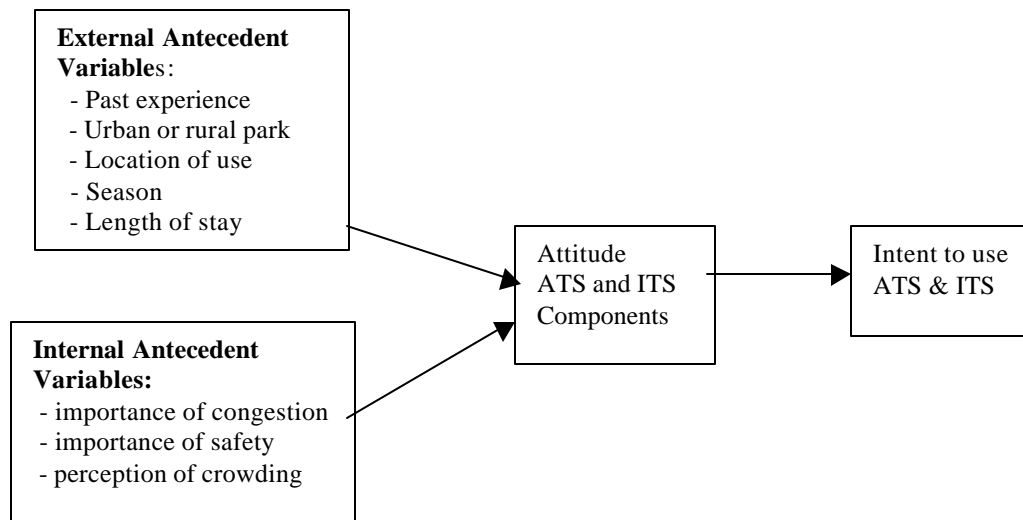 External Antecedent
Variables:
- Past experience
- Urban or rural park
- Location of use
- Season
- Length of stay
Internal Antecedent
Variables:
- importance of congestion
- importance of safety
- perception of crowding
Attitude
ATS and ITS
Components
Intent to use
ATS & ITS